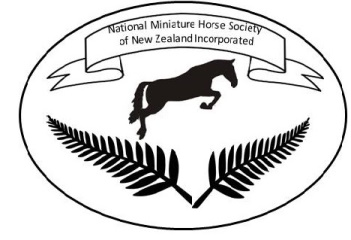 National Miniature Horse Society
of New Zealand Incorporated